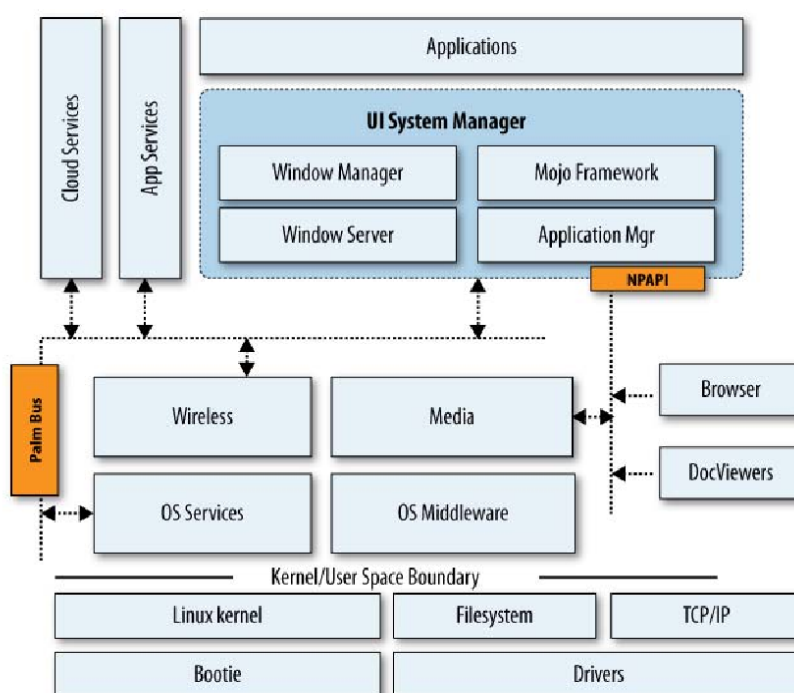 Cloud Services
App Services
Applications
UI System Manager
Window Manager
Mojo Framework
Window Server
Application Mgr
NPAPI
Palm Bus
Wireless
Media
Browser
OS Services
OS Middleware
DocViewers
Kernel/User Space Boundary
Linux kernel
Filesystem
TCP/IP
Bootie
Drivers